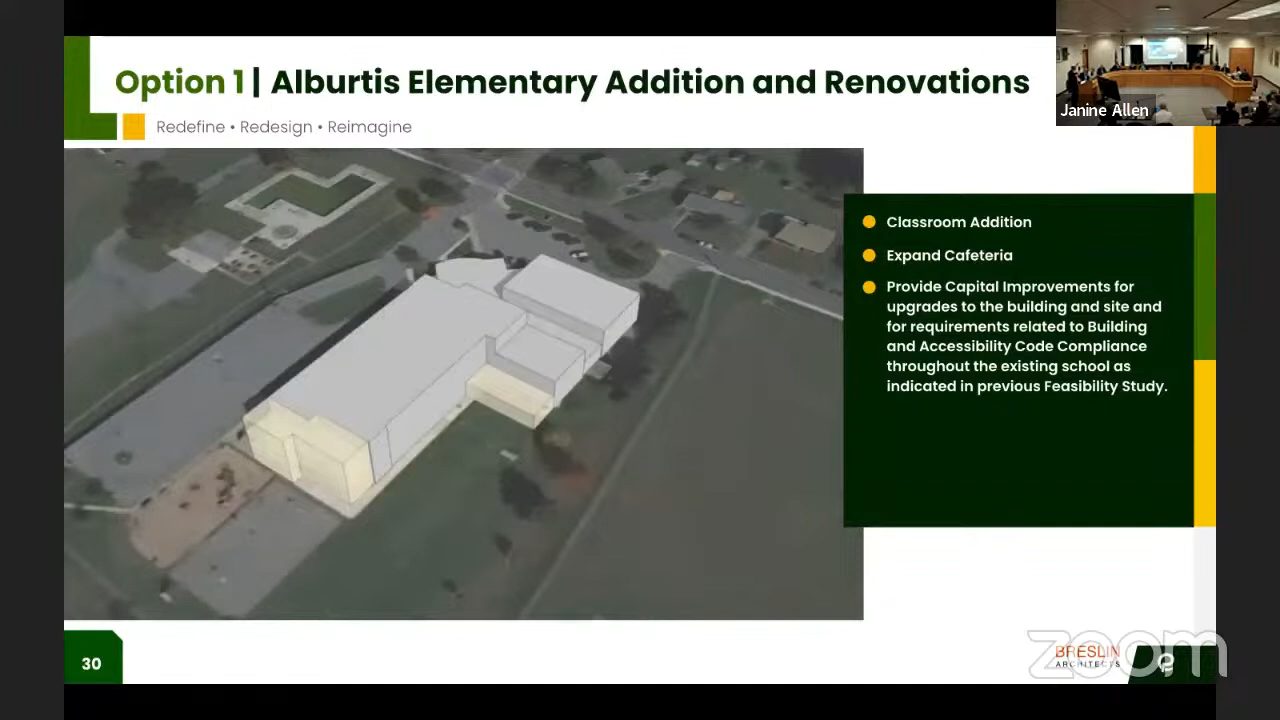 Option 1 | Alburtis Elementary Addition and Renovations
Redefine • Redesign • Reimagine
Janine Allen
Classroom Addition
Expand Cafeteria
Provide Capital Improvements for
upgrades to the building and site and
for requirements related to Building
and Accessibility Code Compliance
throughout the existing school as
indicated in previous Feasibility Study.
30
BRESLIN
ARCHITECTS
zoom